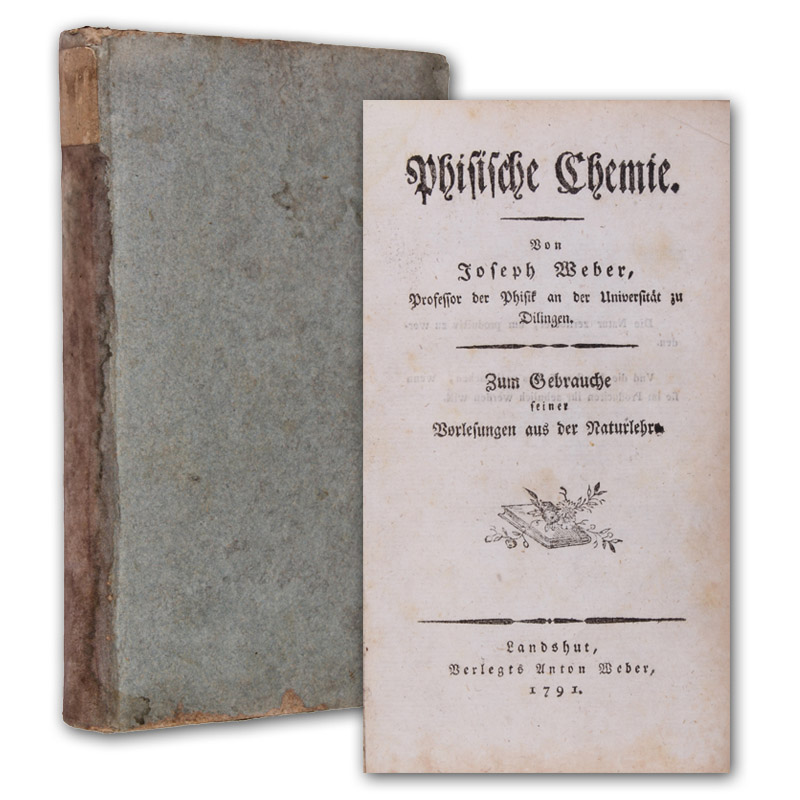 Phisische Chemie.
Von
Joseph Weber,
Professor der Phisik an der Universität zu
Dilingen.
Zum Gebrauche
seiner
Vorlesungen aus der Naturlehre
Landshut,
Verlegts Anton Weber,
1791.